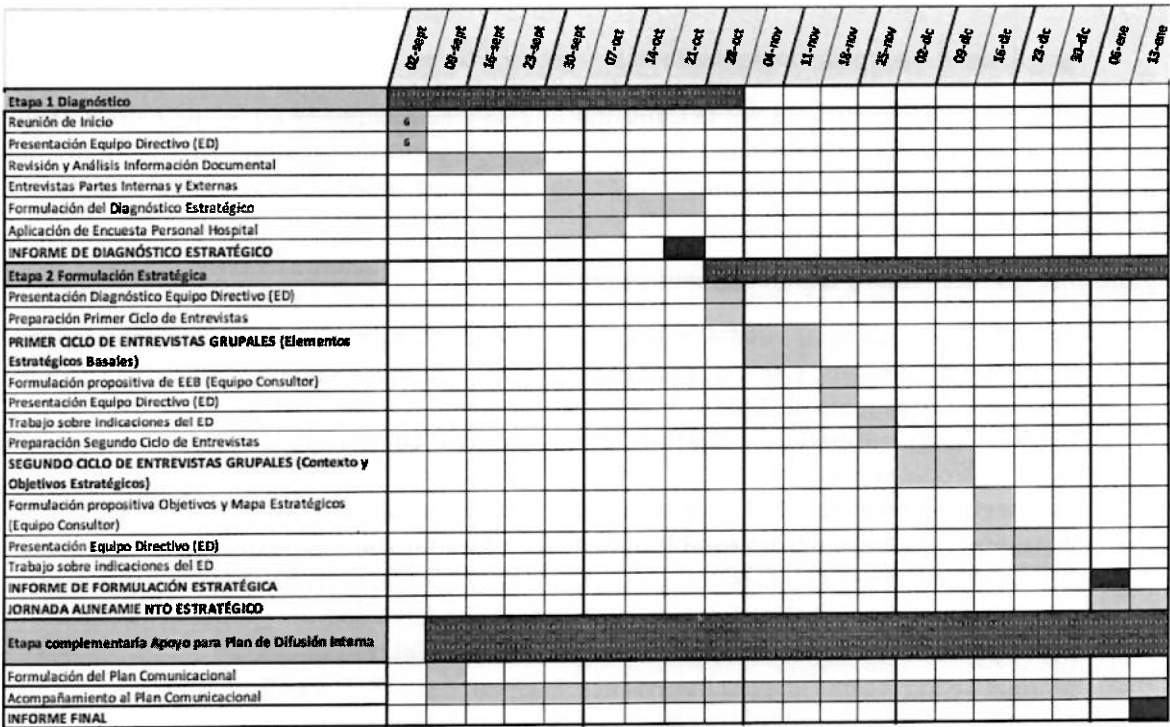 02-sept 09-sept 16-sept 23-sept 30-sept 07-oct 14-oct 21-oct 28-oct 04-nov 11-nov 18-nov 25-nov 02-dic 09-dic 16-dic 23-dic 30-dic 06-ene 13-ene
Etapa 1 Diagnóstico
Reunión de Inicio 6
Presentación Equipo Directivo (ED) 6
Revisión y Análisis Información Documental
Entrevistas Partes Internas y Externas
Formulación del Diagnóstico Estratégico
Aplicación de Encuesta Personal Hospital
INFORME DE DIAGNÓSTICO ESTRATÉGICO
Etapa 2 Formulación Estratégica
Presentación Diagnóstico Equipo Directivo (ED)
Preparación Primer Ciclo de Entrevistas
PRIMER CICLO DE ENTREVISTAS GRUPALES (Elementos
Estratégicos Basales)
Formulación propositiva de EEB (Equipo Consultor)
Presentación Equipo Directivo (ED)
Trabajo sobre indicaciones del ED
Preparación Segundo Ciclo de Entrevistas
SEGUNDO CICLO DE ENTREVISTAS GRUPALES (Contexto y
Objetivos Estratégicos)
Formulación propositiva Objetivos y Mapa Estratégicos
(Equipo Consultor)
Presentación Equipo Directivo (ED)
Trabajo sobre indicaciones del ED
INFORME DE FORMULACIÓN ESTRATÉGICA
JORNADA ALINEAMIE NTO ESTRATÉGICO
Etapa complementaria Apoyo para Plan de Difusión Interna
Formulación del Plan Comunicacional
Acompañamiento al Plan Comunicacional
INFORME FINAL